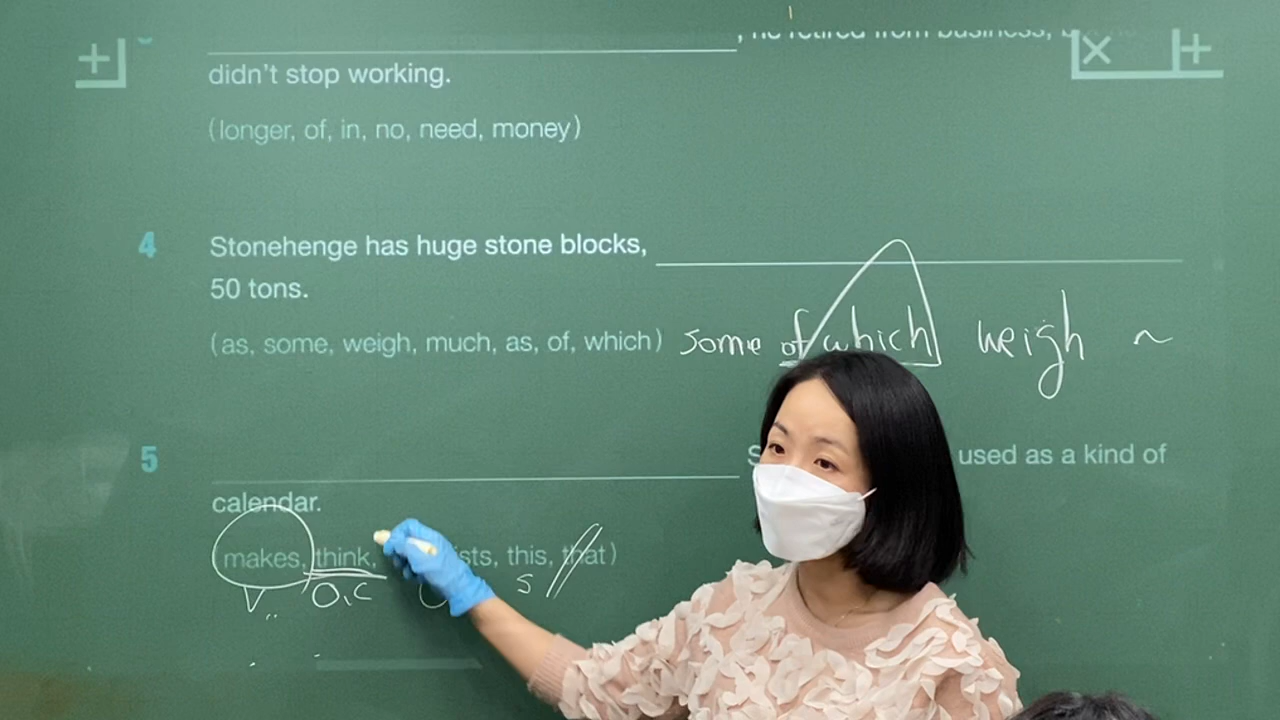 , he retired from business, b
didn't stop working.
(longer, of, in, no, need, money)
4 Stonehenge has huge stone blocks,
50 tons.
(as, some, weigh, much, as, of, which) some of which weigh ~
5 S used as a kind of
calendar.
(makes, think, ists, this, that)
V O.C S